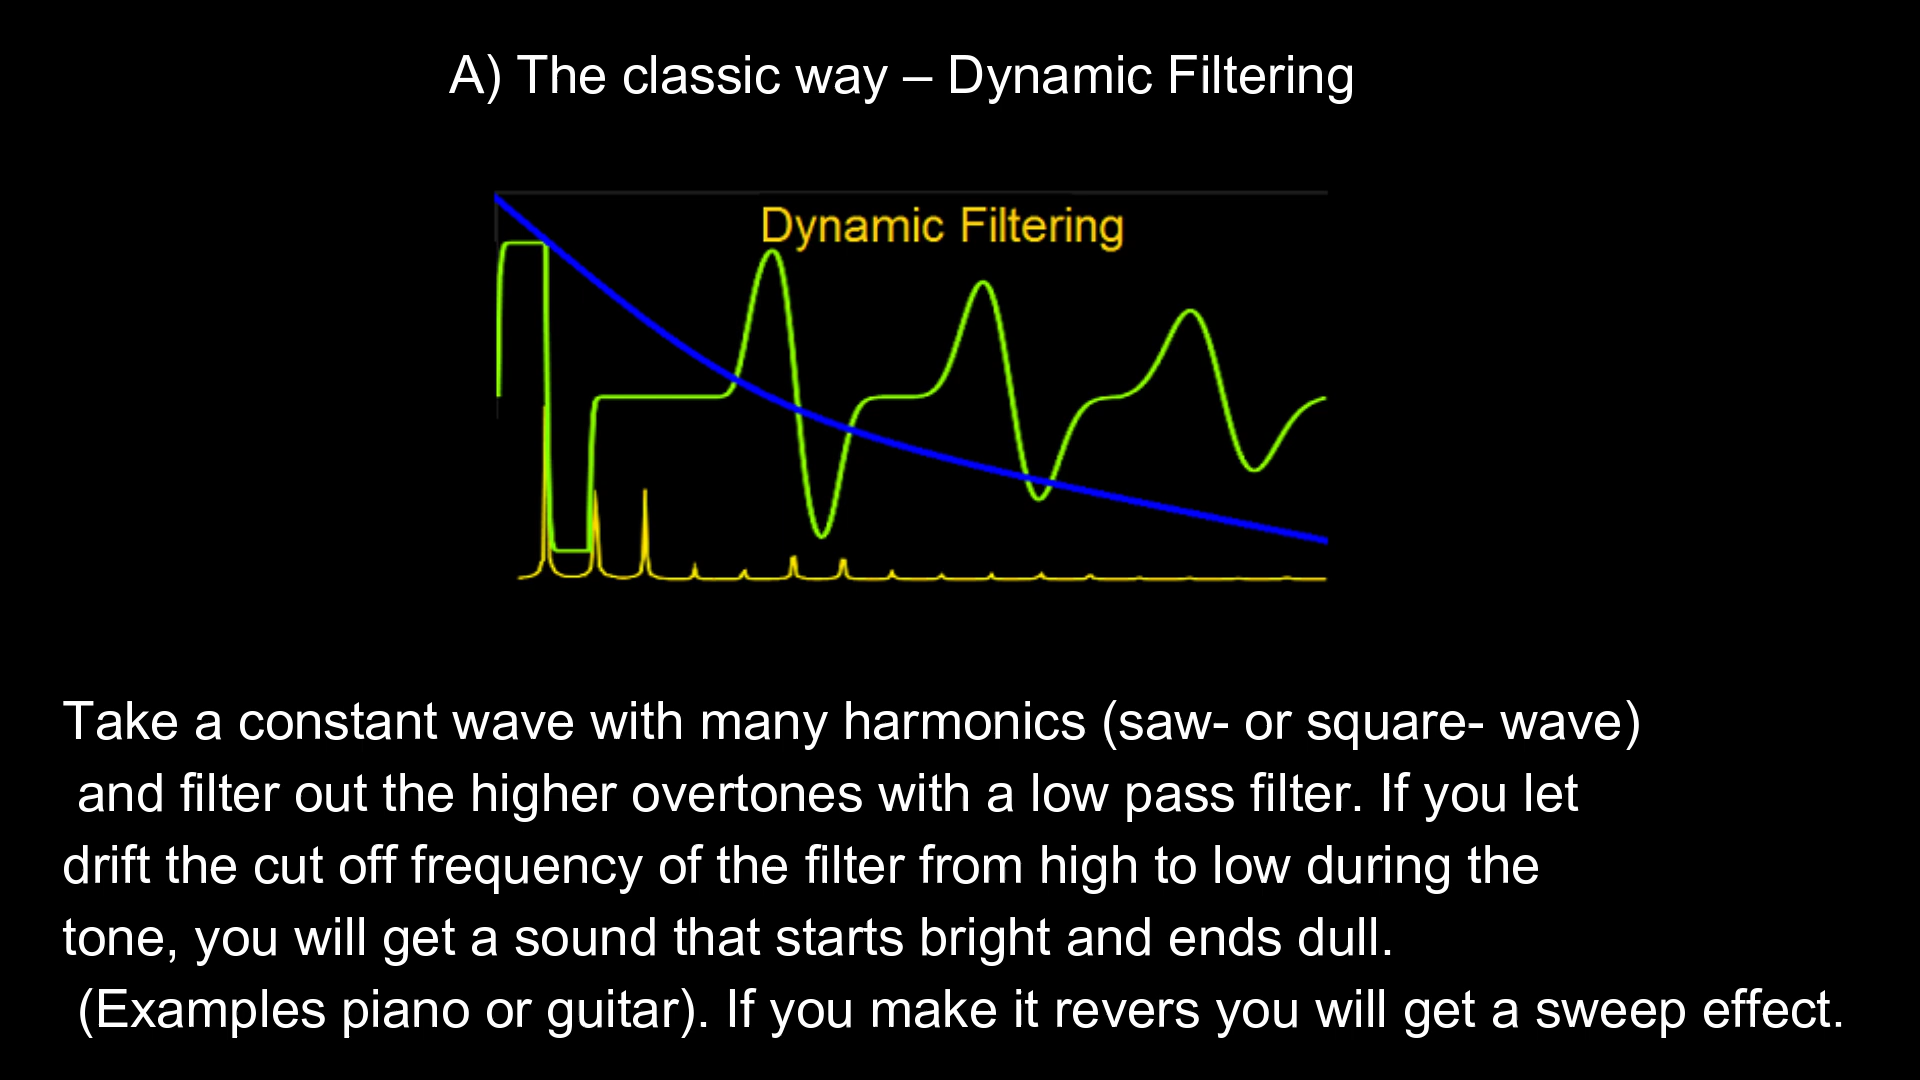 A) The classic way – Dynamic Filtering
Dynamic Filtering
Take a constant wave with many harmonics (saw- or square- wave)
and filter out the higher overtones with a low pass filter. If you let
drift the cut off frequency of the filter from high to low during the
tone, you will get a sound that starts bright and ends dull.
(Examples piano or guitar). If you make it revers you will get a sweep effect.